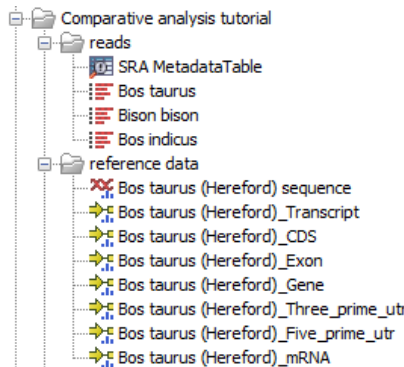 Comparative analysis tutorial
reads
SRA MetadataTable
Bos taurus
Bison bison
Bos indicus
reference data
Bos taurus (Hereford) sequence
Bos taurus (Hereford)_Transcript
Bos taurus (Hereford)_CDS
Bos taurus (Hereford)_Exon
Bos taurus (Hereford)_Gene
Bos taurus (Hereford)_Three_prime_utr
Bos taurus (Hereford)_Five_prime_utr
Bos taurus (Hereford)_mRNA